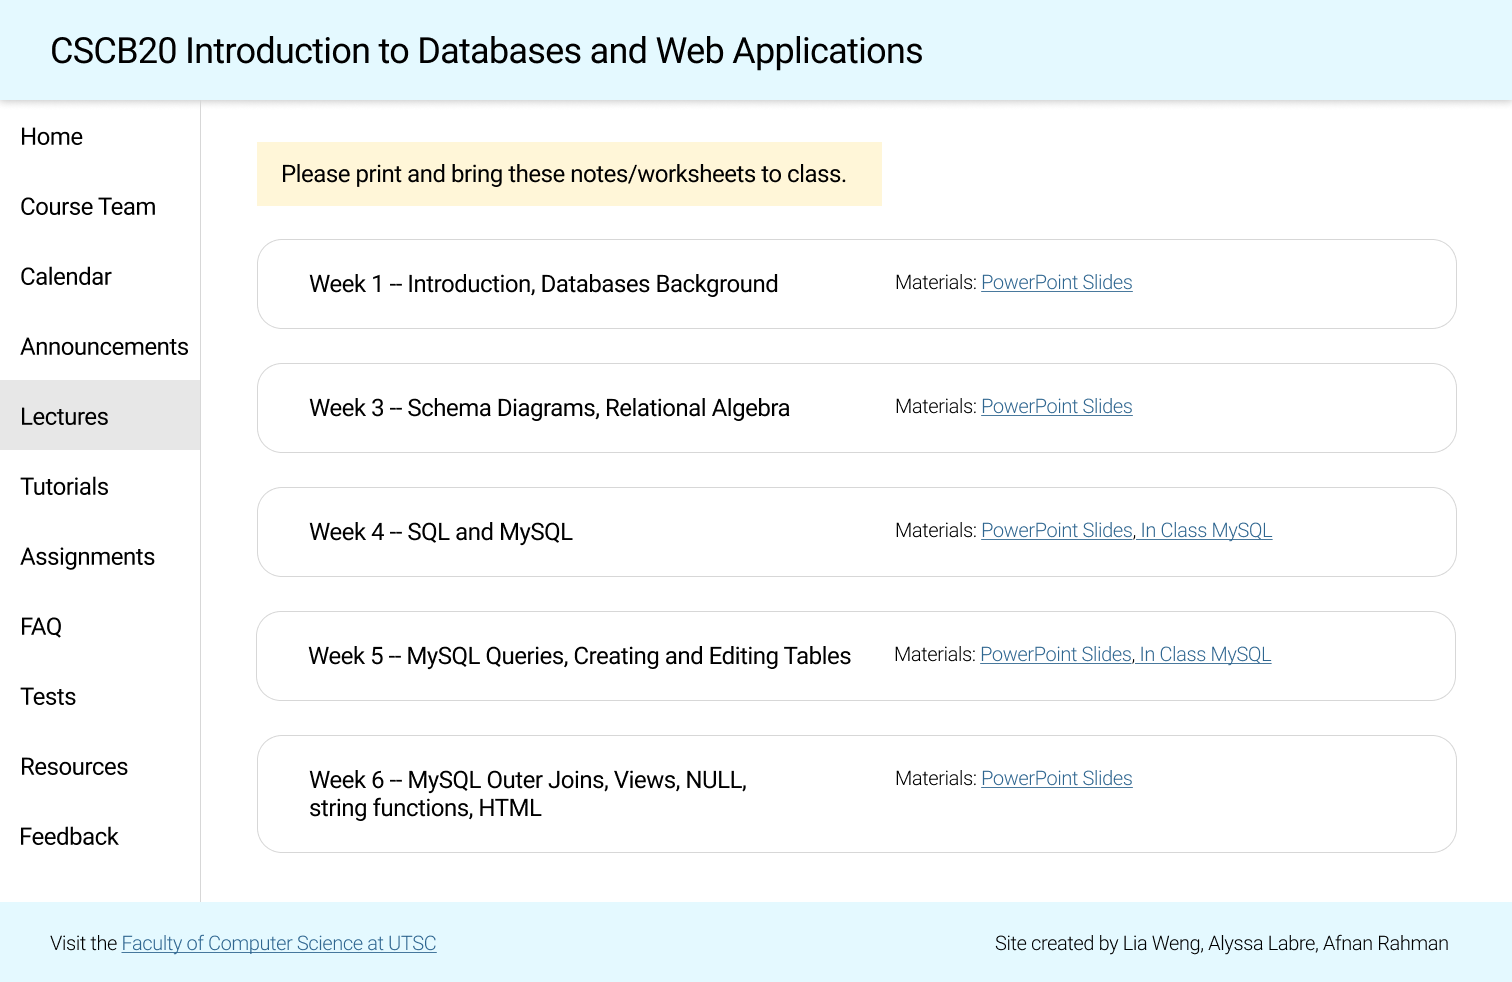 CSCB20 Introduction to Databases and Web Applications
Home
Course Team
Calendar
Announcements
Lectures
Tutorials
Assignments
FAQ
Tests
Resources
Feedback
Please print and bring these notes/worksheets to class.
Week 1 -- Introduction, Databases Background
Materials: PowerPoint Slides
Week 3 -- Schema Diagrams, Relational Algebra
Materials: PowerPoint Slides
Week 4 -- SQL and MySQL
Materials: PowerPoint Slides, In Class MySQL
Week 5 -- MySQL Queries, Creating and Editing Tables
Materials: PowerPoint Slides, In Class MySQL
Week 6 -- MySQL Outer Joins, Views, NULL,
string functions, HTML
Materials: PowerPoint Slides
Visit the Faculty of Computer Science at UTSC
Site created by Lia Weng, Alyssa Labre, Afnan Rahman